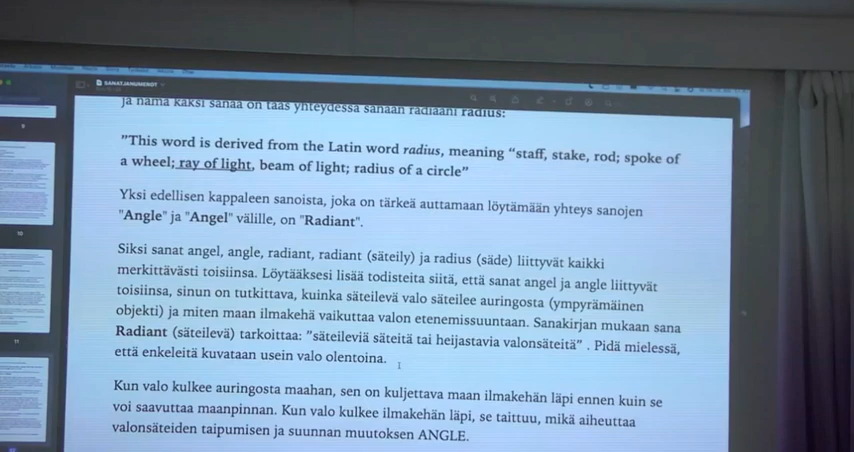 SANATJANUMEROT
ja nämä kaksi sanaa on taas yhteydessä sanaan radiaani radius:
”This word is derived from the Latin word radius, meaning “staff, stake, rod; spoke of
a wheel; ray of light, beam of light; radius of a circle”
Yksi edellisen kappaleen sanoista, joka on tärkeä auttamaan löytämään yhteys sanojen
"Angle" ja "Angel" välille, on "Radiant".
Siksi sanat angel, angle, radiant, radiant (säteily) ja radius (säde) liittyvät kaikki
merkittävästi toisiinsa. Löytääksesi lisää todisteita siitä, että sanat angel ja angle liittyvät
toisiinsa, sinun on tutkittava, kuinka säteilevä valo säteilee auringosta (ympyrämäinen
objekti) ja miten maan ilmakehä vaikuttaa valon etenemissuuntaan. Sanakirjan mukaan sana
Radiant (säteilevä) tarkoittaa: ”säteileviä säteitä tai heijastavia valonsäteitä” . Pidä mielessä,
että enkeleitä kuvataan usein valo olentoina.
Kun valo kulkee auringosta maahan, sen on kuljettava maan ilmakehän läpi ennen kuin se
voi saavuttaa maanpinnan. Kun valo kulkee ilmakehän läpi, se taittuu, mikä aiheuttaa
valonsäteiden taipumisen ja suunnan muutoksen ANGLE.
9
10
11